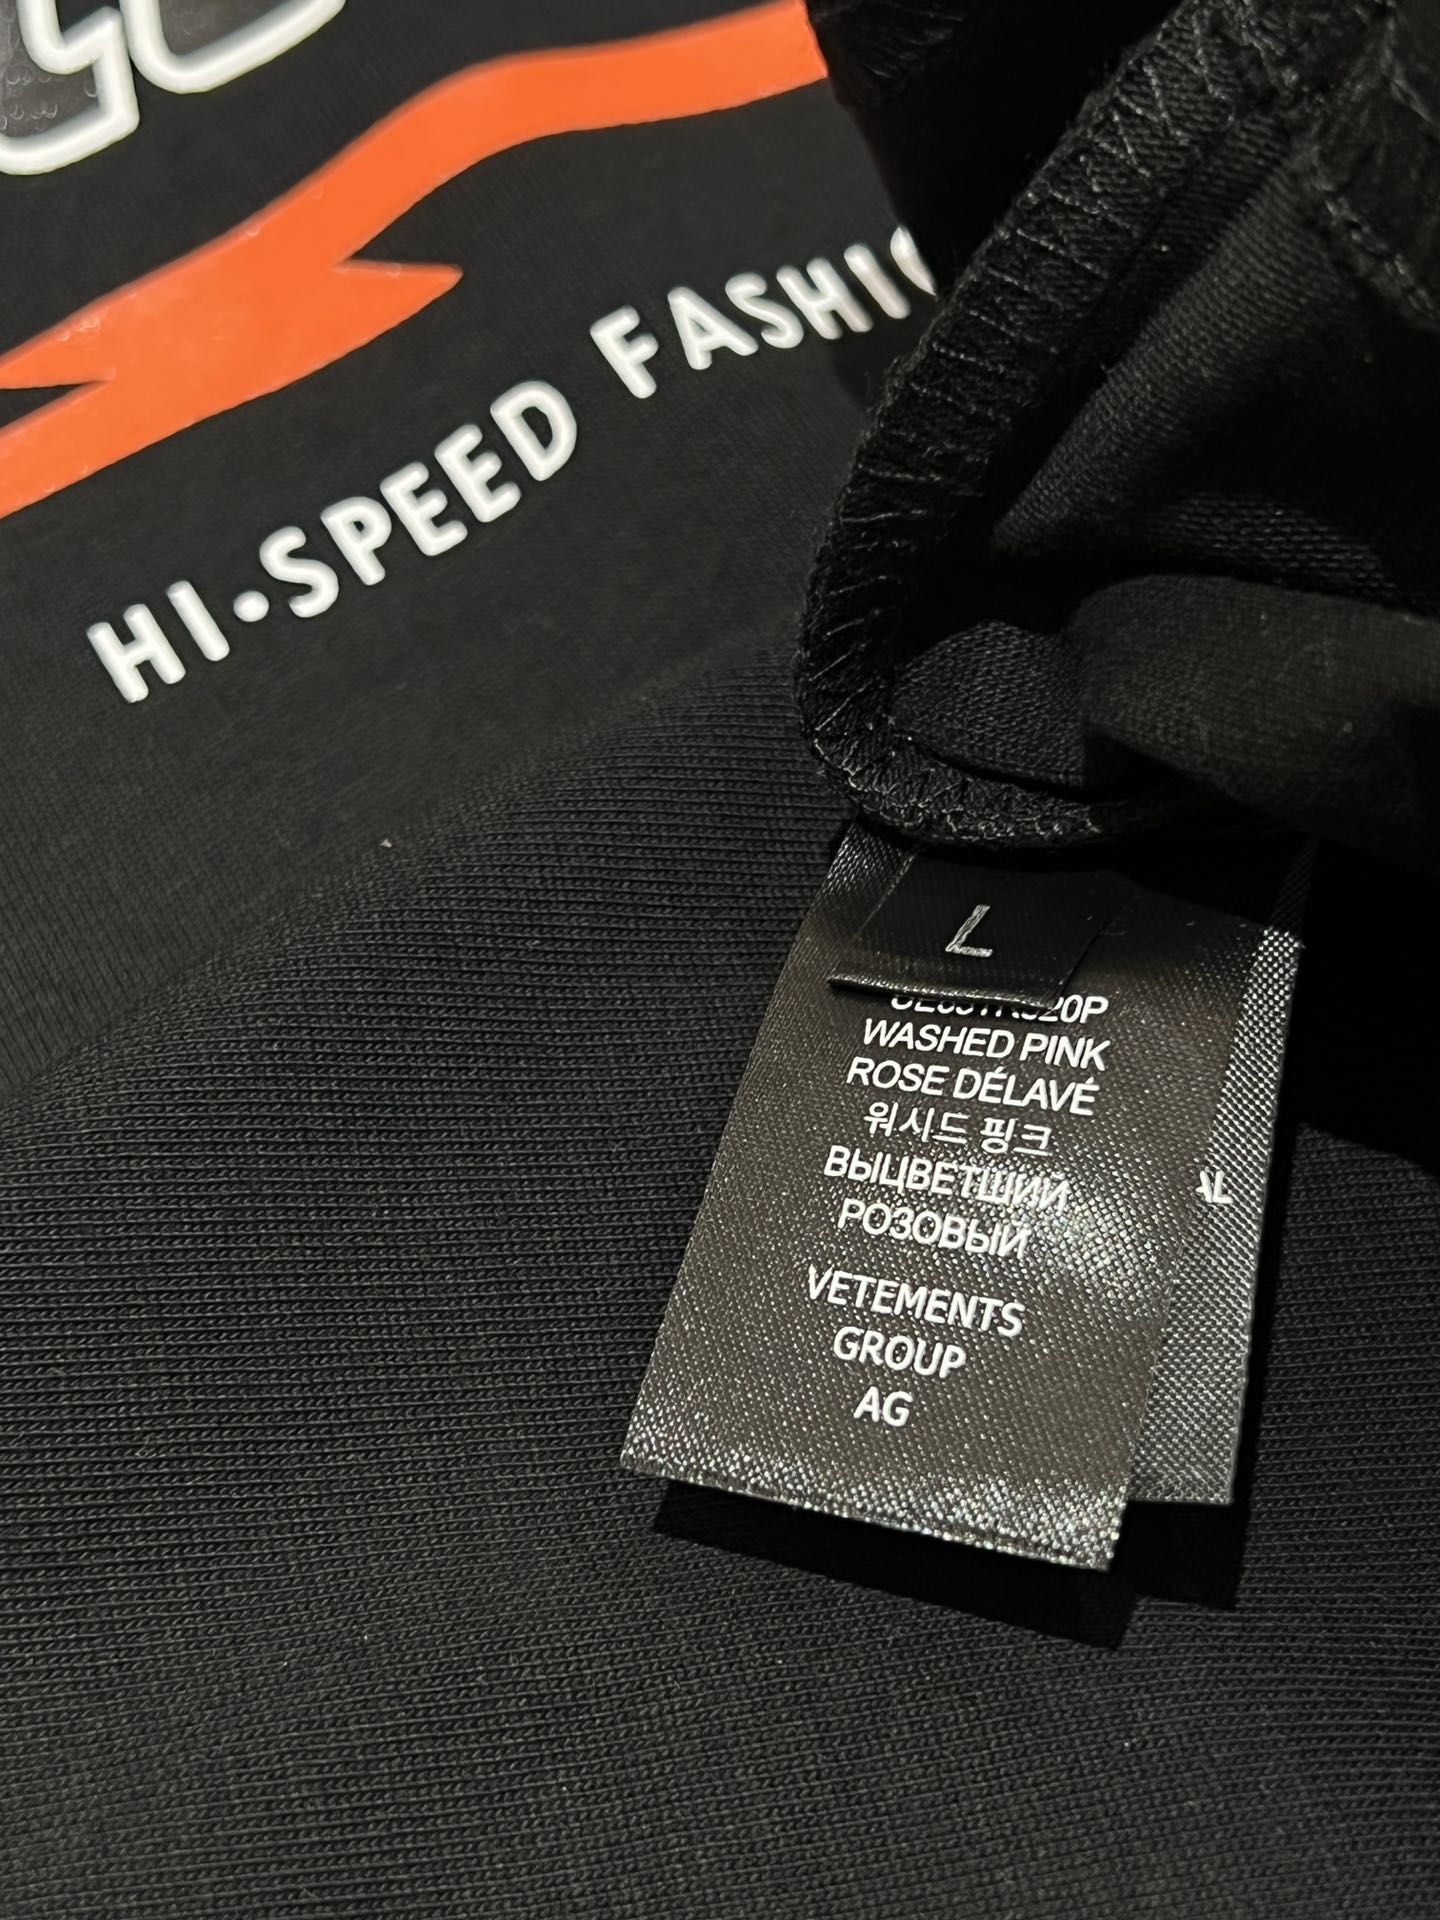 HI·SPEED FASHIO
L
WASHED PINK
ROSE DÉLAVÉ
워시드 핑크
ВЫЦВЕТШИЙ
РОЗОВЫЙ
VETEMENTS
GROUP
AG